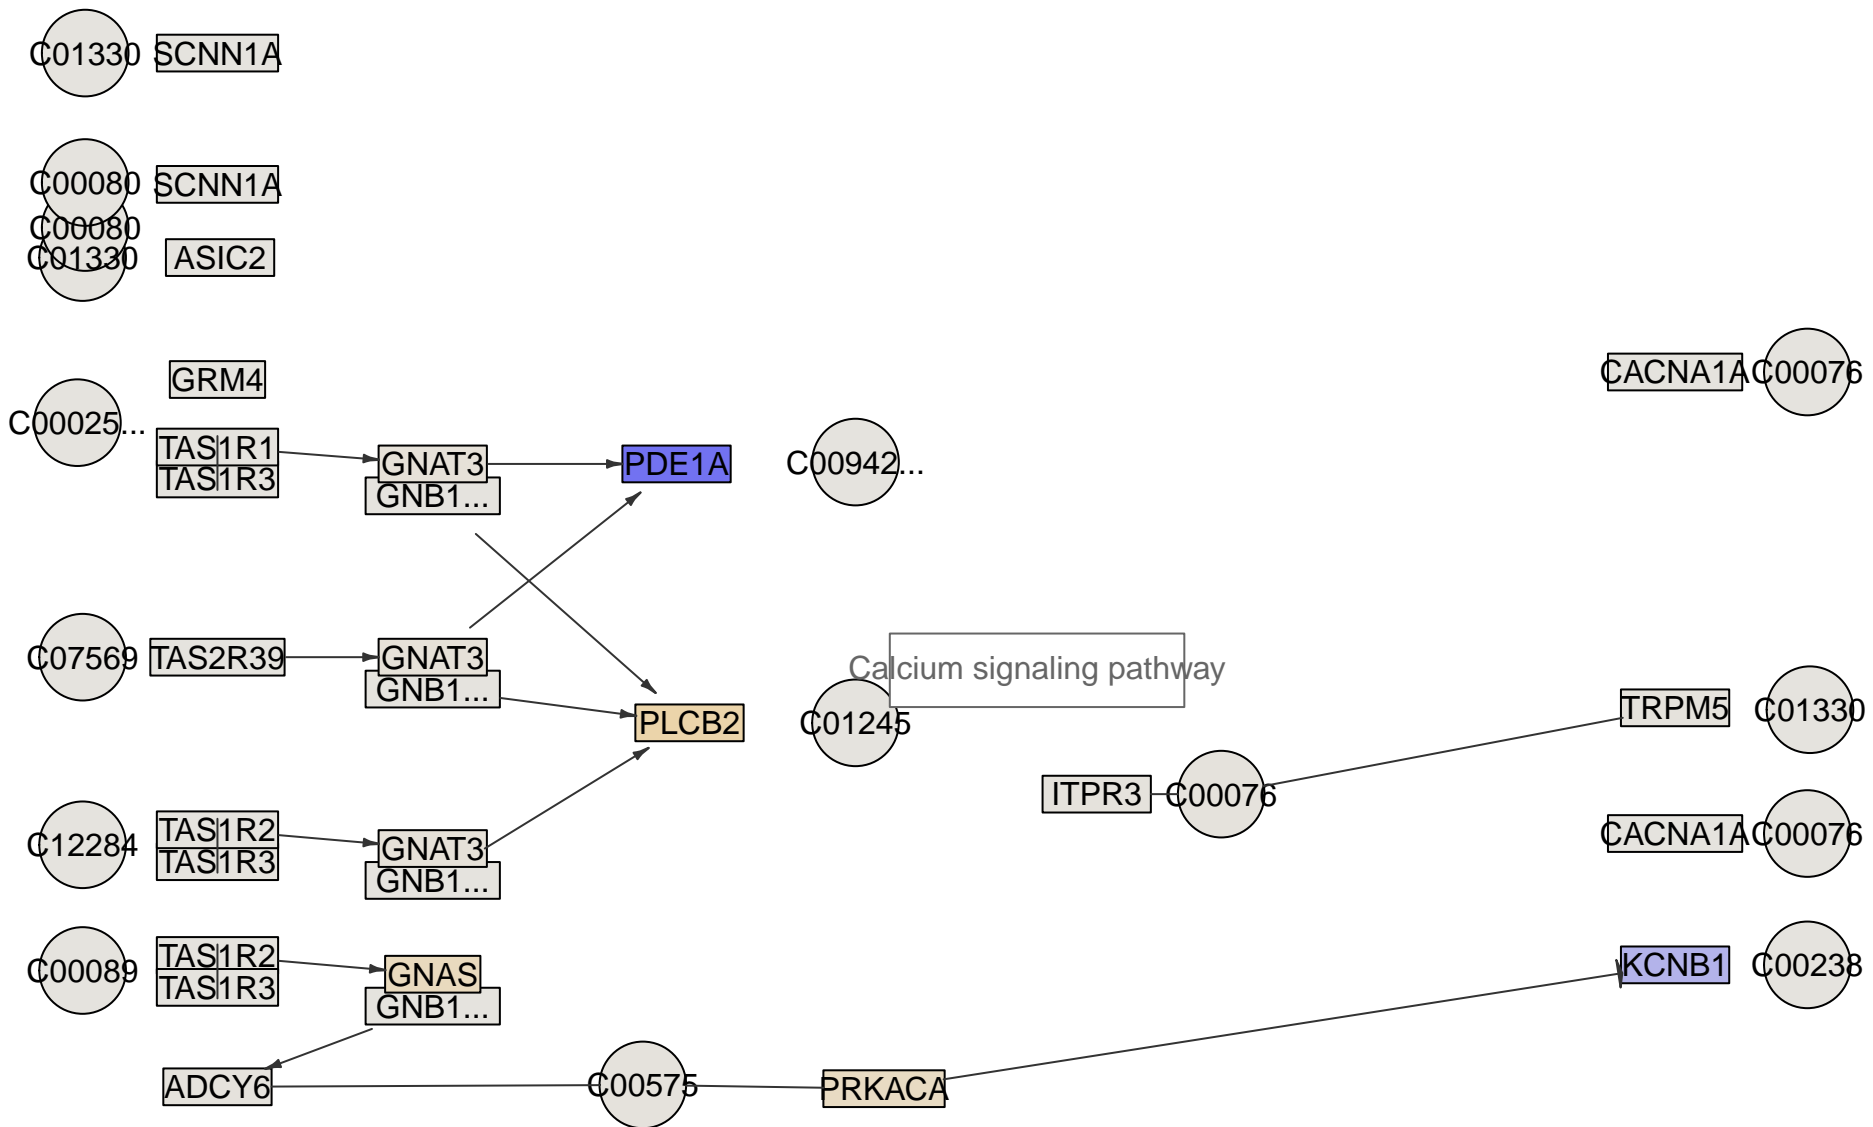 C01330 SCNN1A
C00080 SCNN1A
C00080
C01330 ASIC2
GRM4
CACNA1A C00076
C00025...
TAS1R1
GNAT3 PDE1A C00942...
TAS1R3
GNB1...
C07569 TAS2R39 GNAT3
Calcium signaling pathway
GNB1...
PLCB2 C01245
TRPM5 C01330
ITPR3 C00076
TAS1R2
C12284 GNAT3
CACNA1A C00076
TAS1R3
GNB1...
TAS1R2
C00089 GNAS
KCNB1 C00238
TAS1R3
GNB1...
ADCY6 C00575 PRKACA